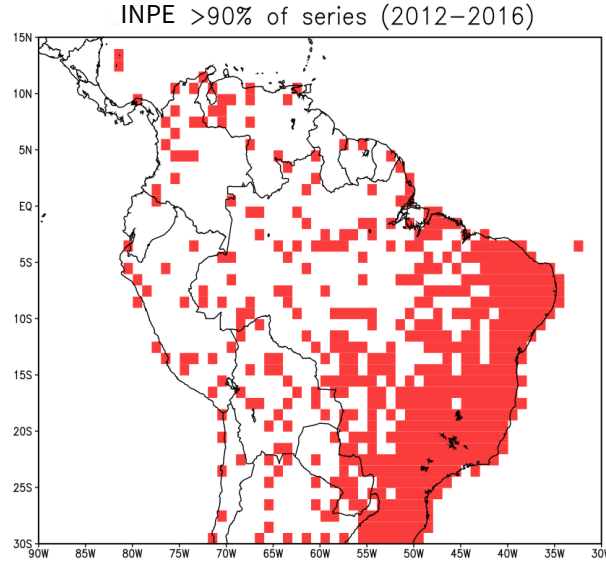 INPE >90% of series (2012−2016)
15N
10N
5N
EQ
5S
10S
15S
20S
25S
30S
90W 85W 80W 75W 70W 65W 60W 55W 50W 45W 40W 35W 30W